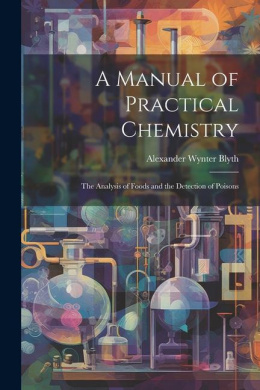 A Manual of
Practical
Chemistry
Alexander Wynter Blyth
The Analysis of Foods and the Detection of Poisons